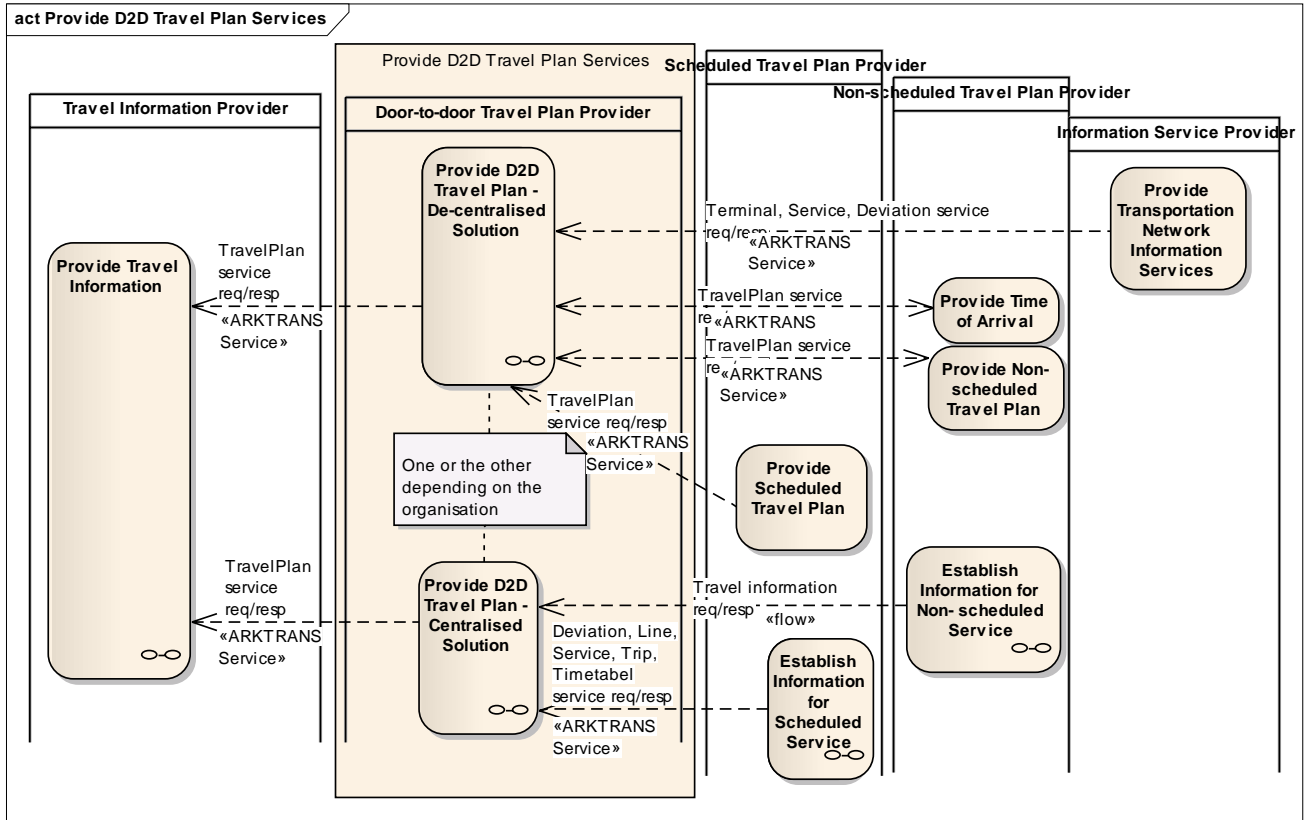 act Provide D2D Travel Plan Services
Provide D2D Travel Plan Services
Scheduled Travel Plan Provider
Non-scheduled Travel Plan Provider
Travel Information Provider
Door-to-door Travel Plan Provider
Information Service Provider
Provide D2D
Travel Plan -
De-centralised
Solution
Provide
Transportation
Network
Information
Services
Terminal, Service, Deviation service
req/resp
«ARKTRANS
Service»
Provide Travel
Information
TravelPlan
service
req/resp
«ARKTRANS
Service»
TravelPlan service
re
«ARKTRANS
Provide Time
of Arrival
TravelPlan service
re
«ARKTRANS
Service»
Provide Non-
scheduled
Travel Plan
TravelPlan
service req/resp
«ARKTRANS
Service»
One or the other
depending on the
organisation
Provide
Scheduled
Travel Plan
TravelPlan
service
req/resp
«ARKTRANS
Service»
Provide D2D
Travel Plan -
Centralised
Solution
Travel information
req/resp
«flow»
Establish
Information for
Non- scheduled
Service
Deviation, Line,
Service, Trip,
Timetabel
service req/resp
«ARKTRANS
Service»
Establish
Information
for
Scheduled
Service